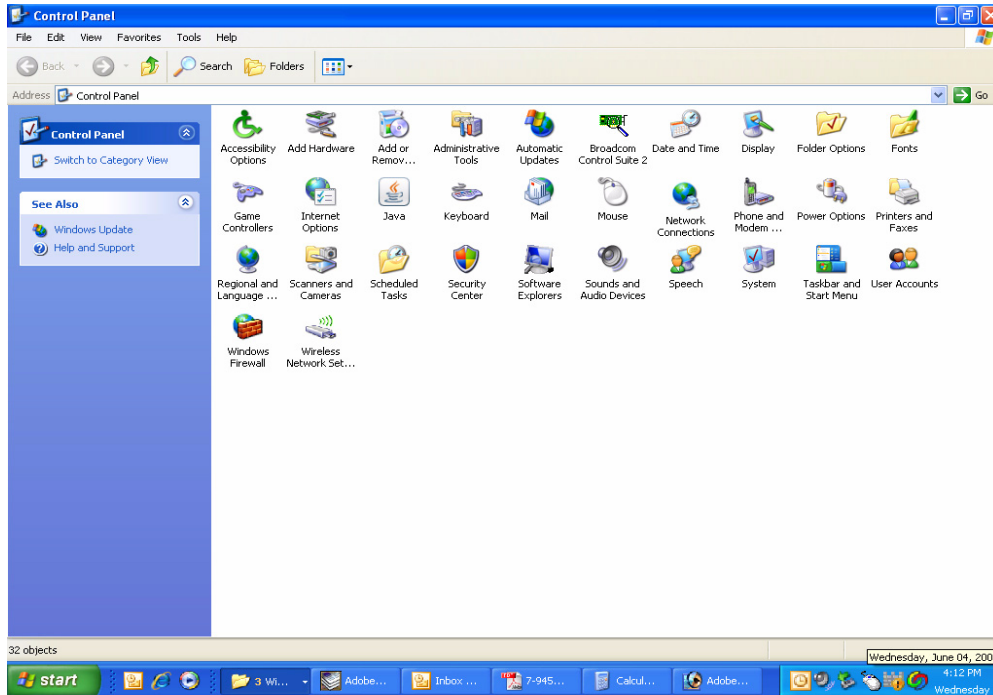 Control Panel
File Edit View Favorites Tools Help
Back Search Folders
Address Control Panel Go
Control Panel
Switch to Category View
See Also
Windows Update
Help and Support
Accessibility Options
Add Hardware
Add or Remov...
Administrative Tools
Automatic Updates
Broadcom Control Suite 2
Date and Time
Display
Folder Options
Fonts
Game Controllers
Internet Options
Java
Keyboard
Mail
Mouse
Network Connections
Phone and Modem ...
Power Options
Printers and Faxes
Regional and Language ...
Scanners and Cameras
Scheduled Tasks
Security Center
Software Explorers
Sounds and Audio Devices
Speech
System
Taskbar and Start Menu
User Accounts
Windows Firewall
Wireless Network Set...
32 objects
Wednesday, June 04, 200
start 3 Wi... Adobe... Inbox ... 7-945... Calcul... Adobe... 4:12 PM
Wednesday